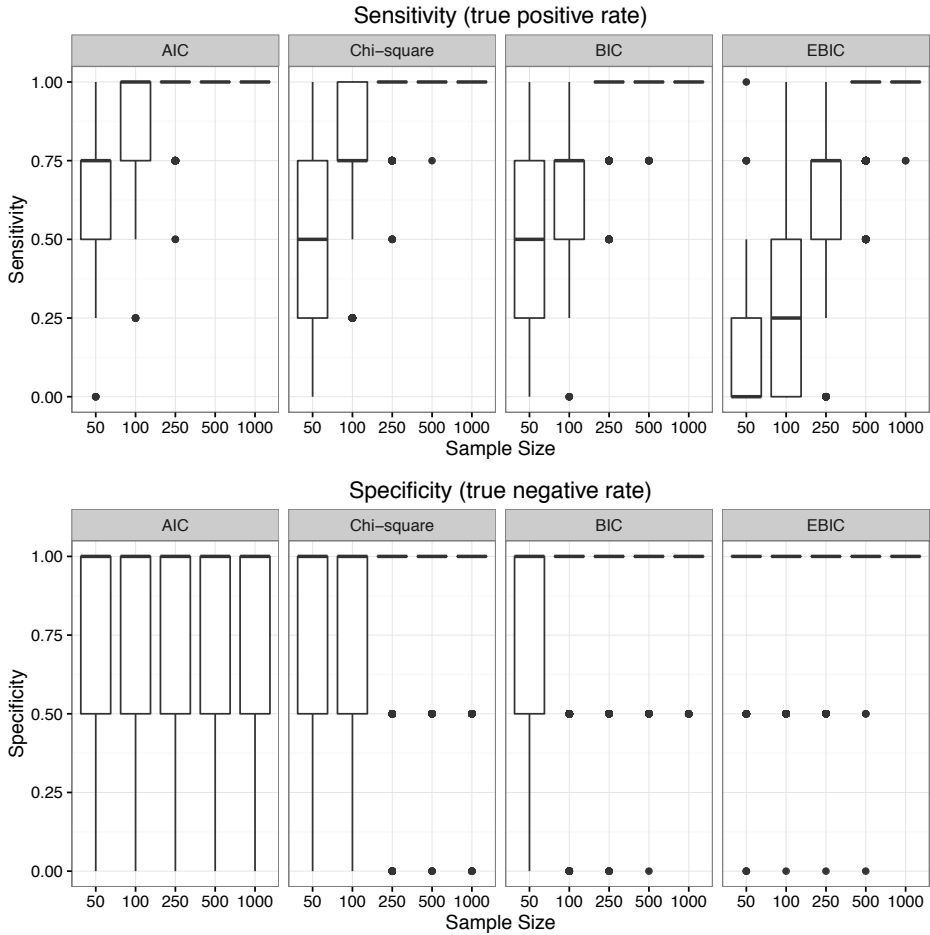 Sensitivity (true positive rate)
AIC Chi−square BIC EBIC
1.00
0.75
0.50
0.25
0.00
Sensitivity
50 100 250 500 1000 50 100 250 500 1000 50 100 250 500 1000 50 100 250 500 1000
Sample Size
Specificity (true negative rate)
AIC Chi−square BIC EBIC
1.00
0.75
0.50
0.25
0.00
Specificity
50 100 250 500 1000 50 100 250 500 1000 50 100 250 500 1000 50 100 250 500 1000
Sample Size